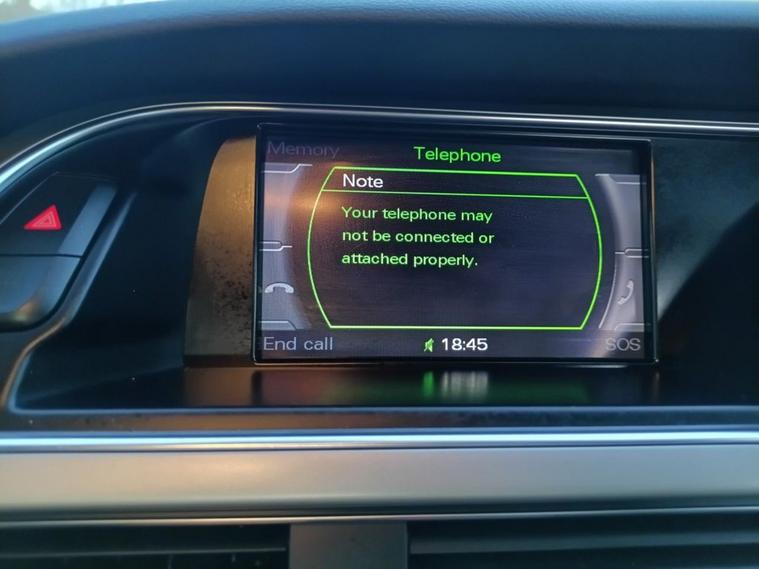 Memory
Telephone
Note
Your telephone may
not be connected or
attached properly.
End call
18:45
SOS